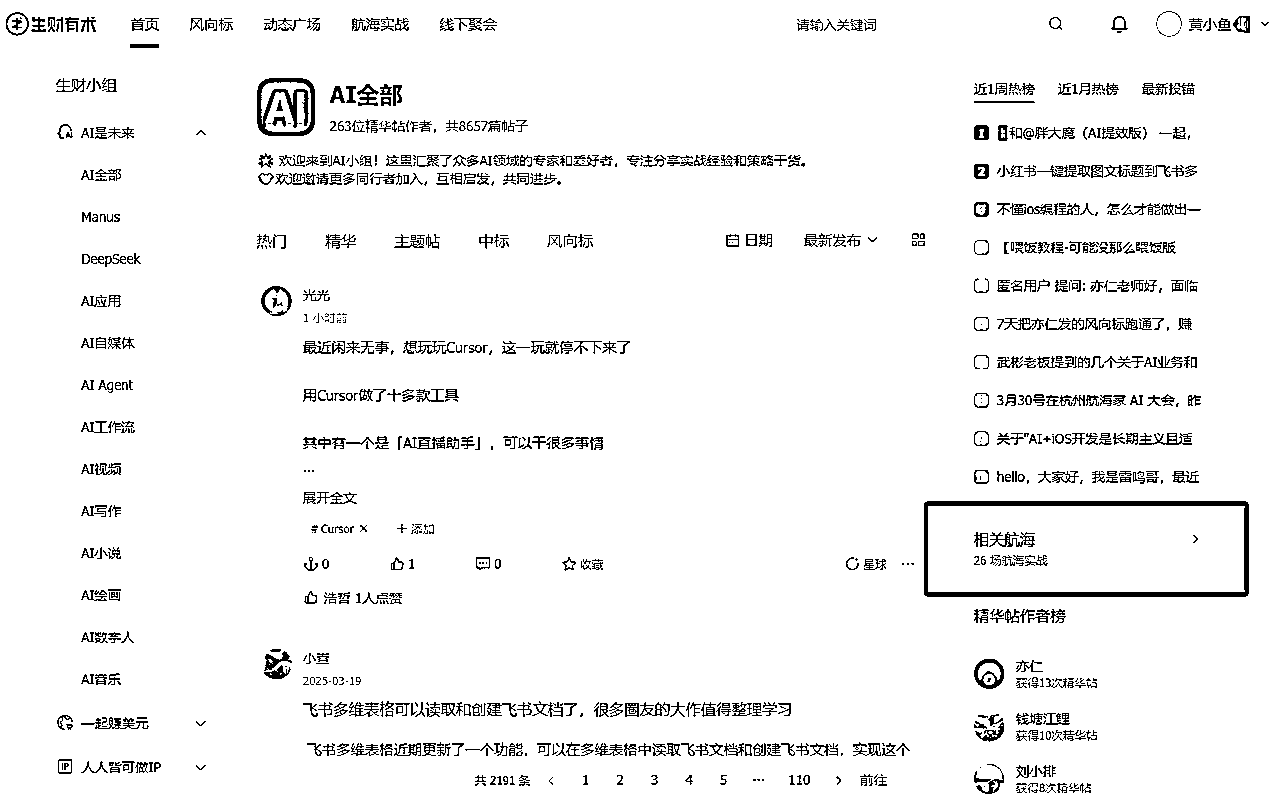 生财有术
首页
风向标
动态广场
航海实战
线下聚会
请输入关键词
黄小鱼
生财小组
AI是未来
AI全部
Manus
DeepSeek
AI应用
AI自媒体
AI Agent
AI工作流
AI视频
AI写作
AI小说
AI绘画
AI数字人
AI音乐
一起赚美元
IP 人人皆可做IP
AI
AI全部
263位精华帖作者，共8657篇帖子
欢迎来到AI小组！这里汇聚了众多AI领域的专家和爱好者，专注分享实战经验和策略干货。
欢迎邀请更多同行者加入，互相启发，共同进步。
热门
精华
主题帖
中标
风向标
日期
最新发布
光光
1 小时前
最近闲来无事，想玩玩Cursor，这一玩就停不下来了
用Cursor做了十多款工具
其中有一个是「AI直播助手」，可以干很多事情
...
展开全文
# Cursor ×
+ 添加
0
1
0
收藏
星球
···
浩哲 1人点赞
小萱
2025-03-19
飞书多维表格可以读取和创建飞书文档了，很多圈友的大作值得整理学习
飞书多维表格近期更新了一个功能，可以在多维表格中读取飞书文档和创建飞书文档，实现这个
共 2191 条 < 1 2 3 4 5 ··· 110 > 前往
近1周热榜
近1月热榜
最新投锚
1 和@胖大魔（AI提效版） 一起，
2 小红书一键提取图文标题到飞书多
不懂ios编程的人，怎么才能做出一
【喂饭教程-可能没那么喂饭版
匿名用户 提问: 亦仁老师好，面临
7天把亦仁发的风向标跑通了，赚
武彬老板提到的几个关于AI业务和
3月30号在杭州航海家 AI 大会，昨
关于"AI+iOS开发是长期主义且适
hello，大家好，我是雷鸣哥，最近
相关航海
26 场航海实战
精华帖作者榜
亦仁
获得13次精华帖
钱塘江鲤
获得10次精华帖
刘小排
获得8次精华帖